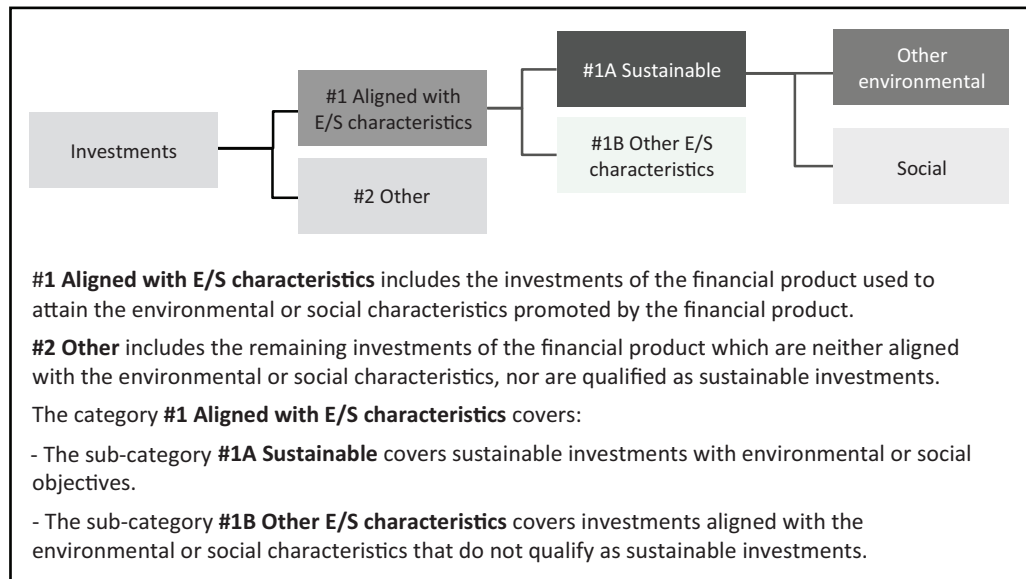 Investments
#1 Aligned with
E/S characteristics
#2 Other
#1A Sustainable
#1B Other E/S
characteristics
Other
environmental
Social
#1 Aligned with E/S characteristics includes the investments of the financial product used to
attain the environmental or social characteristics promoted by the financial product.
#2 Other includes the remaining investments of the financial product which are neither aligned
with the environmental or social characteristics, nor are qualified as sustainable investments.
The category #1 Aligned with E/S characteristics covers:
- The sub-category #1A Sustainable covers sustainable investments with environmental or social
objectives.
- The sub-category #1B Other E/S characteristics covers investments aligned with the
environmental or social characteristics that do not qualify as sustainable investments.